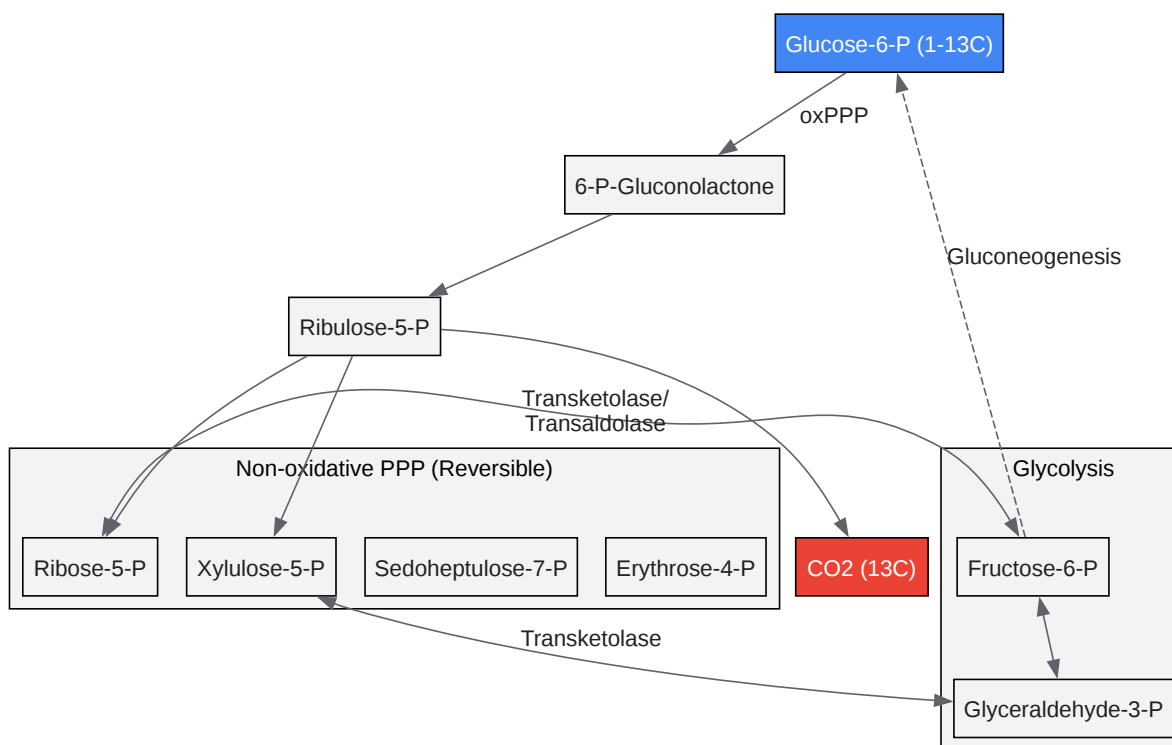 Glucose-6-P (1-13C)
oxPPP
6-P-Gluconolactone
Gluconeogenesis
Ribulose-5-P
Transketolase/
Transaldolase
Non-oxidative PPP (Reversible)
Glycolysis
Ribose-5-P
Xylulose-5-P
Sedoheptulose-7-P
Erythrose-4-P
CO2 (13C)
Fructose-6-P
Transketolase
Glyceraldehyde-3-P